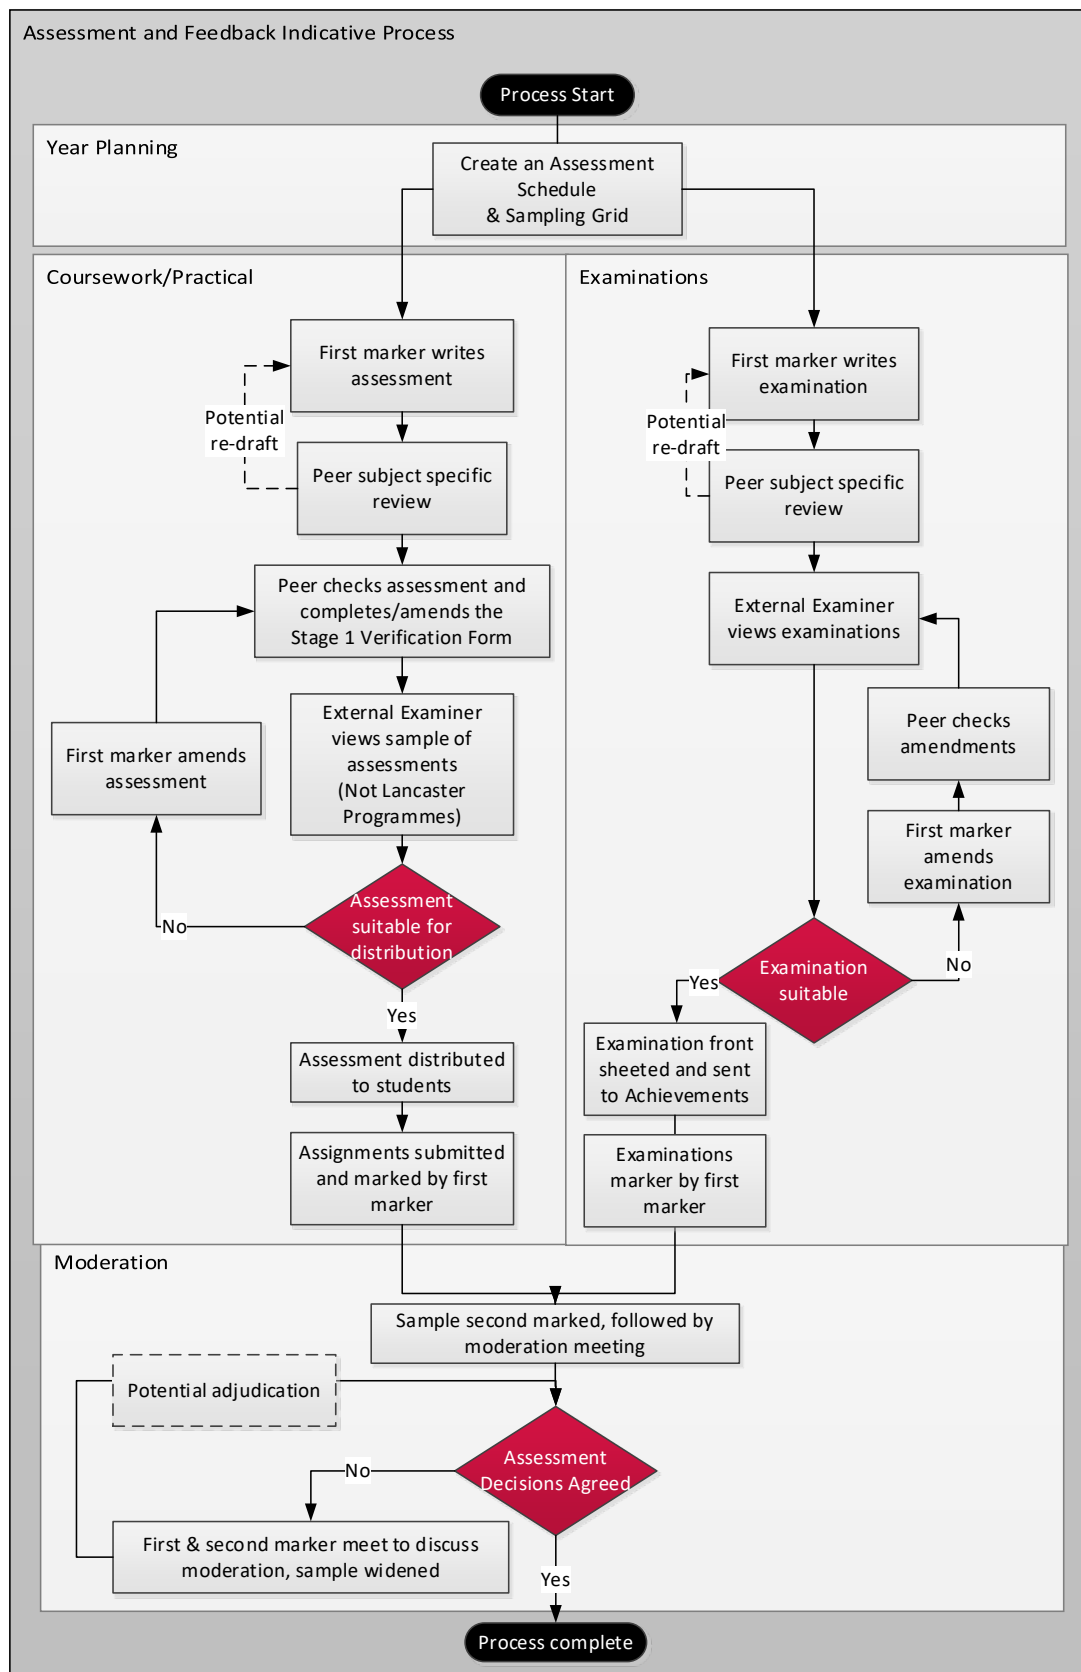 Assessment and Feedback Indicative Process
Process Start
Year Planning
Create an Assessment
Schedule
& Sampling Grid
Coursework/Practical
First marker writes
assessment
Potential
re-draft
Peer subject specific
review
Peer checks assessment and
completes/amends the
Stage 1 Verification Form
External Examiner
views sample of
assessments
(Not Lancaster
Programmes)
First marker amends
assessment
Assessment
suitable for
distribution
No
Yes
Assessment distributed
to students
Assignments submitted
and marked by first
marker
Examinations
First marker writes
examination
Potential
re-draft
Peer subject specific
review
External Examiner
views examinations
Peer checks
amendments
First marker
amends
examination
Examination
suitable
No
Yes
Examination front
sheeted and sent
to Achievements
Examinations
marker by first
marker
Moderation
Sample second marked, followed by
moderation meeting
Potential adjudication
Assessment
Decisions Agreed
No
First & second marker meet to discuss
moderation, sample widened
Yes
Process complete